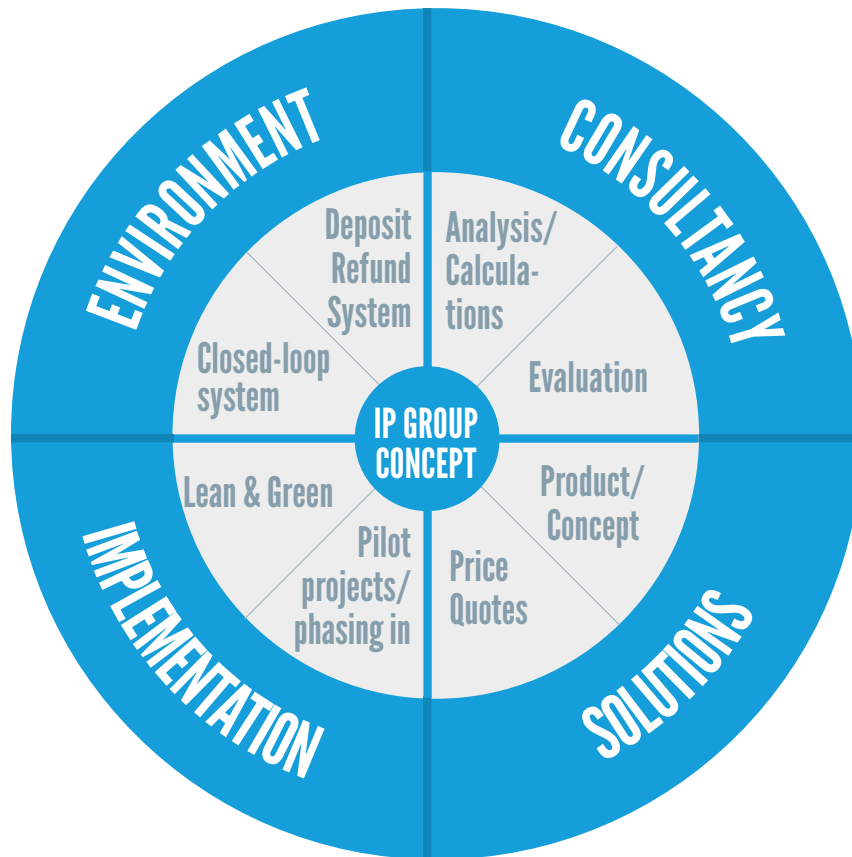 ENVIRONMENT
CONSULTANCY
Deposit
Refund
System
Analysis/
Calcula-
tions
Closed-loop
system
Evaluation
IP GROUP
CONCEPT
Lean & Green
Product/
Concept
Pilot
projects/
phasing in
Price
Quotes
IMPLEMENTATION
SOLUTIONS